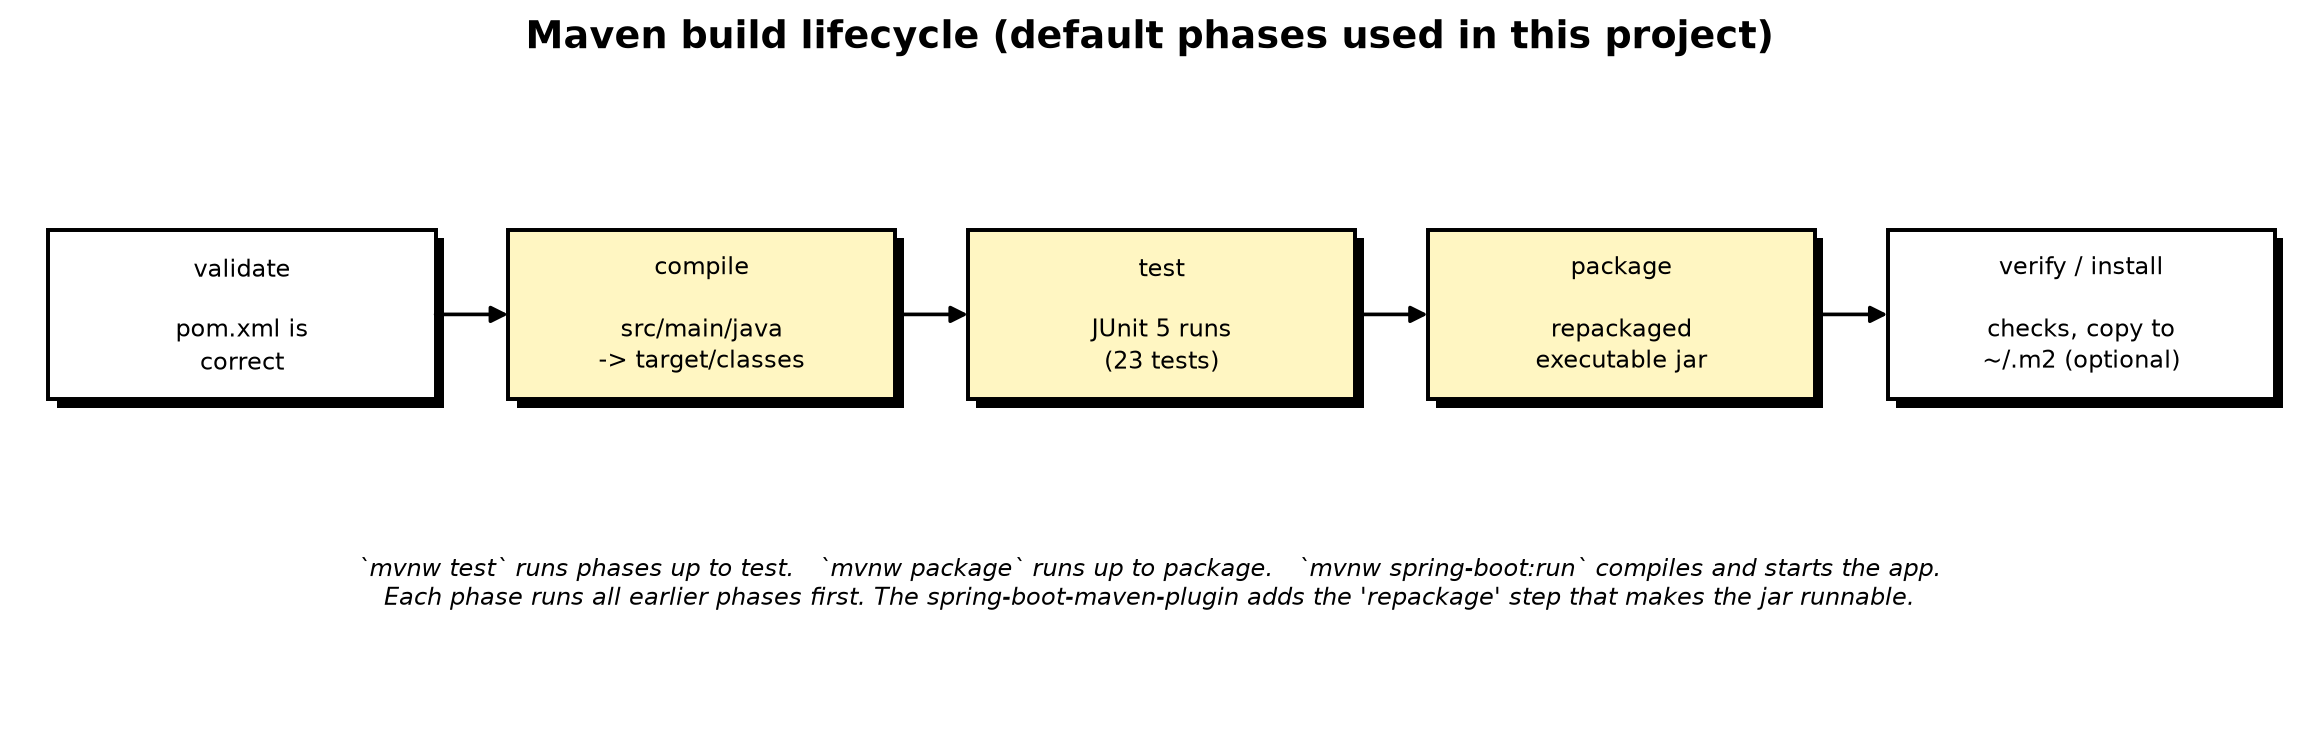 Maven build lifecycle (default phases used in this project)
validate
pom.xml is
correct
compile
src/main/java
-> target/classes
test
JUnit 5 runs
(23 tests)
package
repackaged
executable jar
verify / install
checks, copy to
~/.m2 (optional)
`mvnw test` runs phases up to test.   `mvnw package` runs up to package.   `mvnw spring-boot:run` compiles and starts the app.
Each phase runs all earlier phases first. The spring-boot-maven-plugin adds the 'repackage' step that makes the jar runnable.